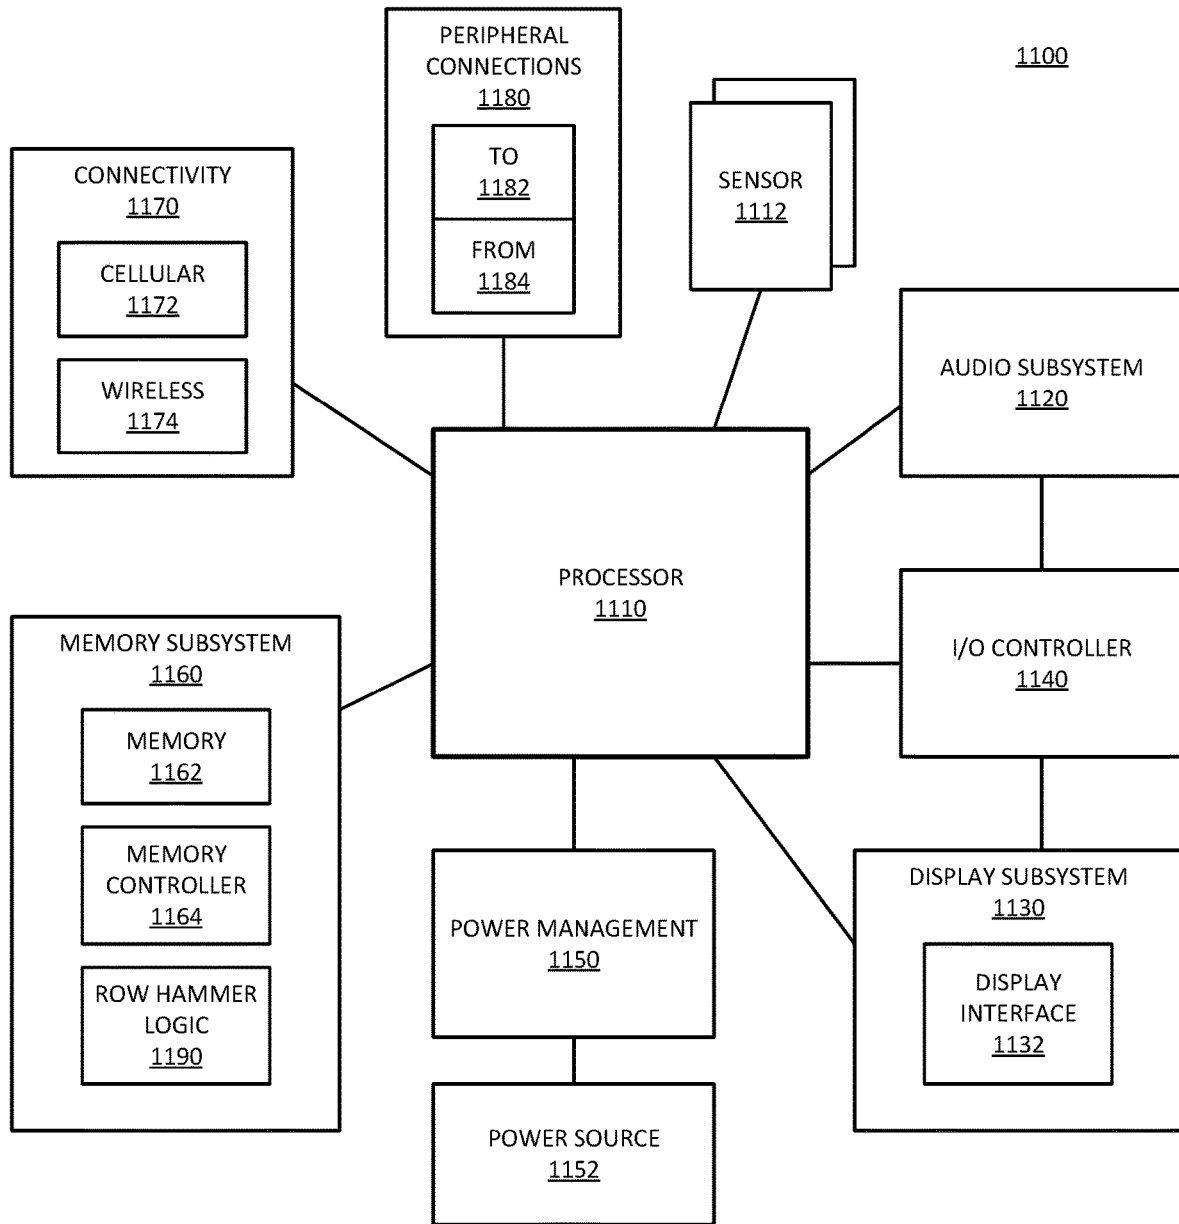 PERIPHERAL
CONNECTIONS
1180
TO
1182
FROM
1184
1100
SENSOR
1112
CONNECTIVITY
1170
CELLULAR
1172
WIRELESS
1174
AUDIO SUBSYSTEM
1120
PROCESSOR
1110
I/O CONTROLLER
1140
MEMORY SUBSYSTEM
1160
MEMORY
1162
MEMORY
CONTROLLER
1164
ROW HAMMER
LOGIC
1190
POWER MANAGEMENT
1150
POWER SOURCE
1152
DISPLAY SUBSYSTEM
1130
DISPLAY
INTERFACE
1132